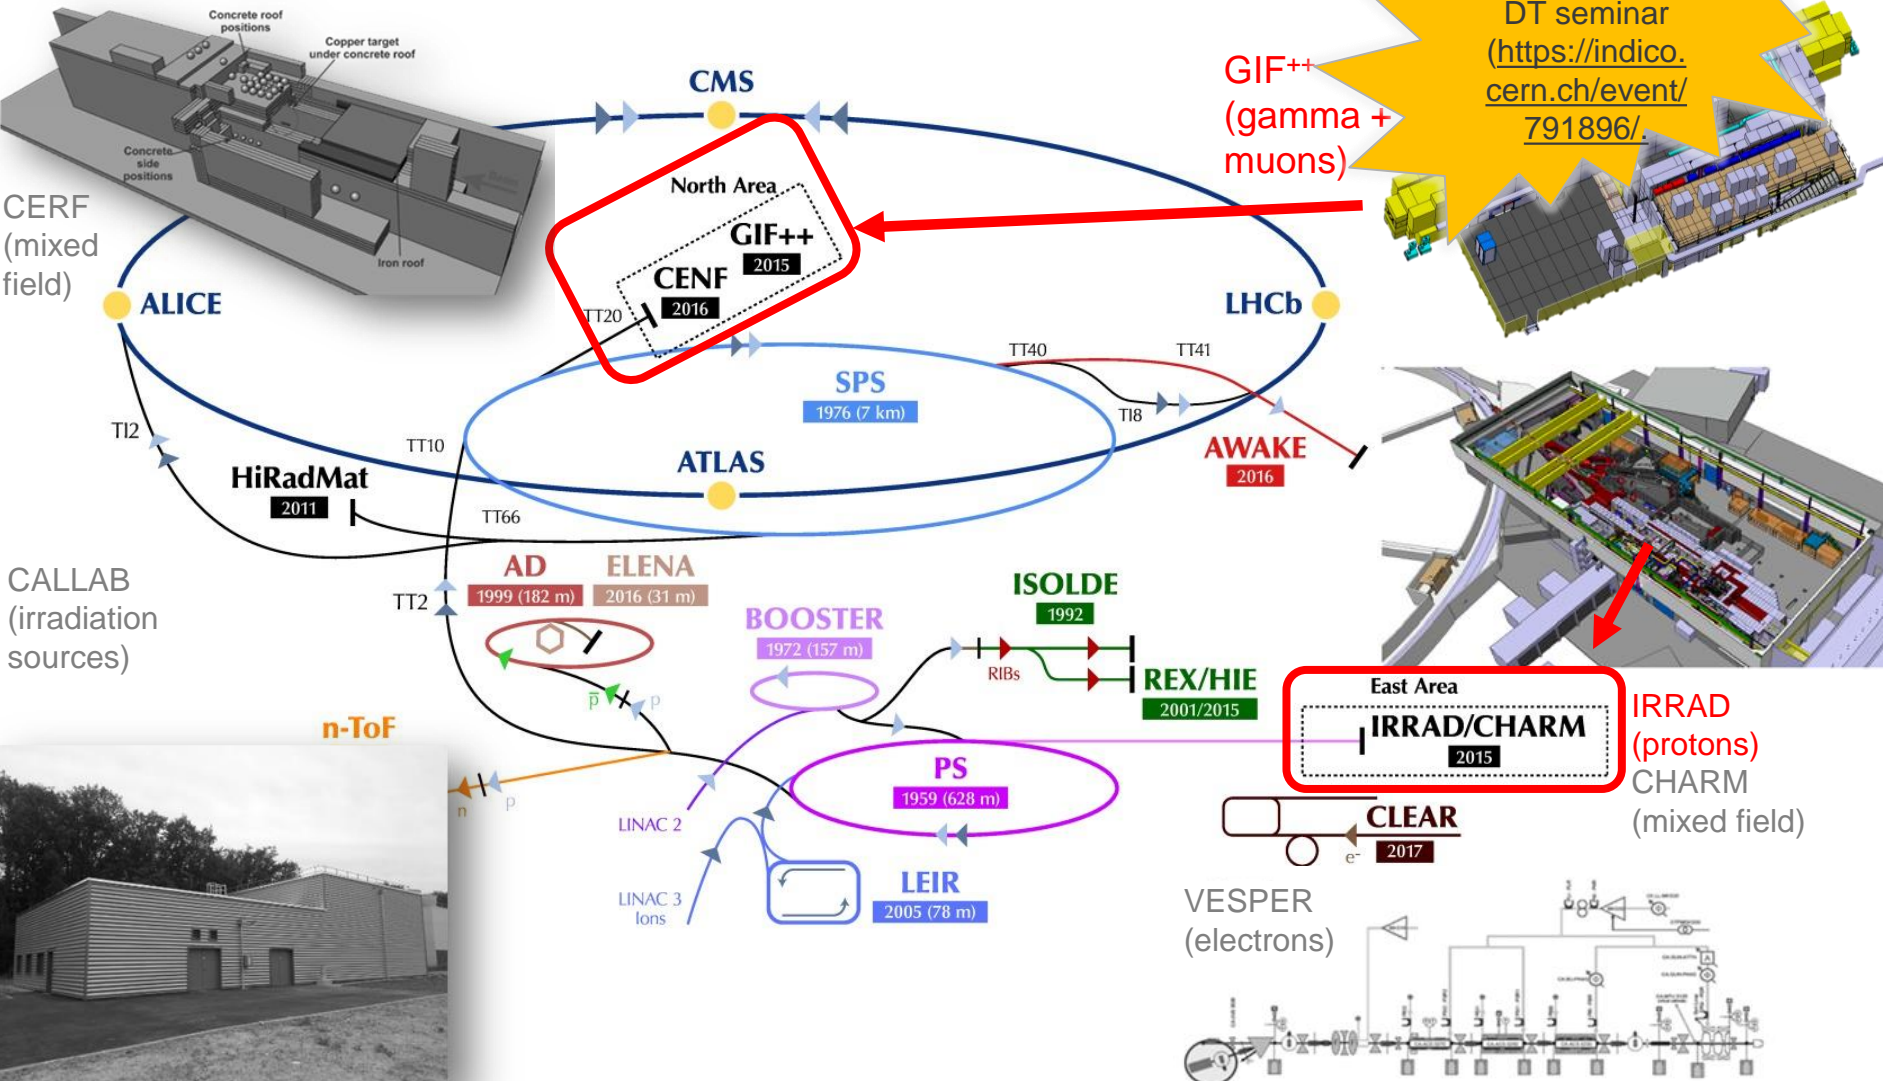 Concrete roof
positions
Copper target
under concrete roof
Concrete
side
positions
Iron roof
CERF
(mixed
field)
CMS
GIF++
(gamma +
muons)
DT seminar
(https://indico.
cern.ch/event/
791896/.
North Area
GIF++
2015
CENF
2016
TT20
ALICE
LHCb
TT40
TT41
SPS
1976 (7 km)
TI8
TI2
TT10
ATLAS
AWAKE
2016
HiRadMat
2011
TT66
CALLAB
(irradiation
sources)
AD
1999 (182 m)
ELENA
2016 (31 m)
TT2
ISOLDE
1992
BOOSTER
1972 (157 m)
RIBs
REX/HIE
2001/2015
p̅
p
East Area
IRRAD/CHARM
2015
IRRAD
(protons)
CHARM
(mixed field)
n-ToF
n
p
PS
1959 (628 m)
LINAC 2
CLEAR
2017
e-
LEIR
2005 (78 m)
LINAC 3
Ions
VESPER
(electrons)